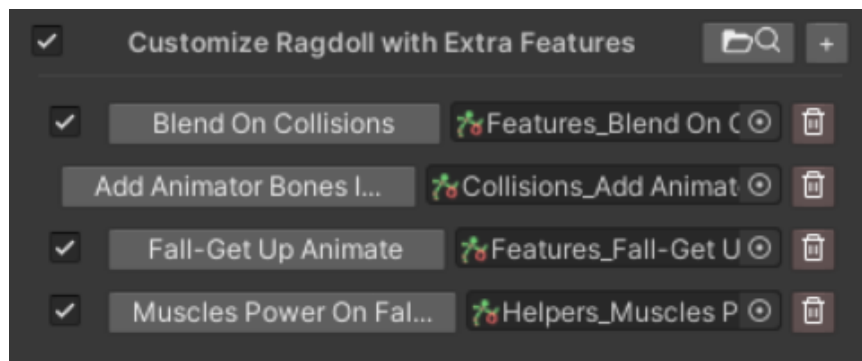 Customize Ragdoll with Extra Features +
Blend On Collisions Features_Blend On C
Add Animator Bones I... Collisions_Add Animat
Fall-Get Up Animate Features_Fall-Get U
Muscles Power On Fal... Helpers_Muscles P